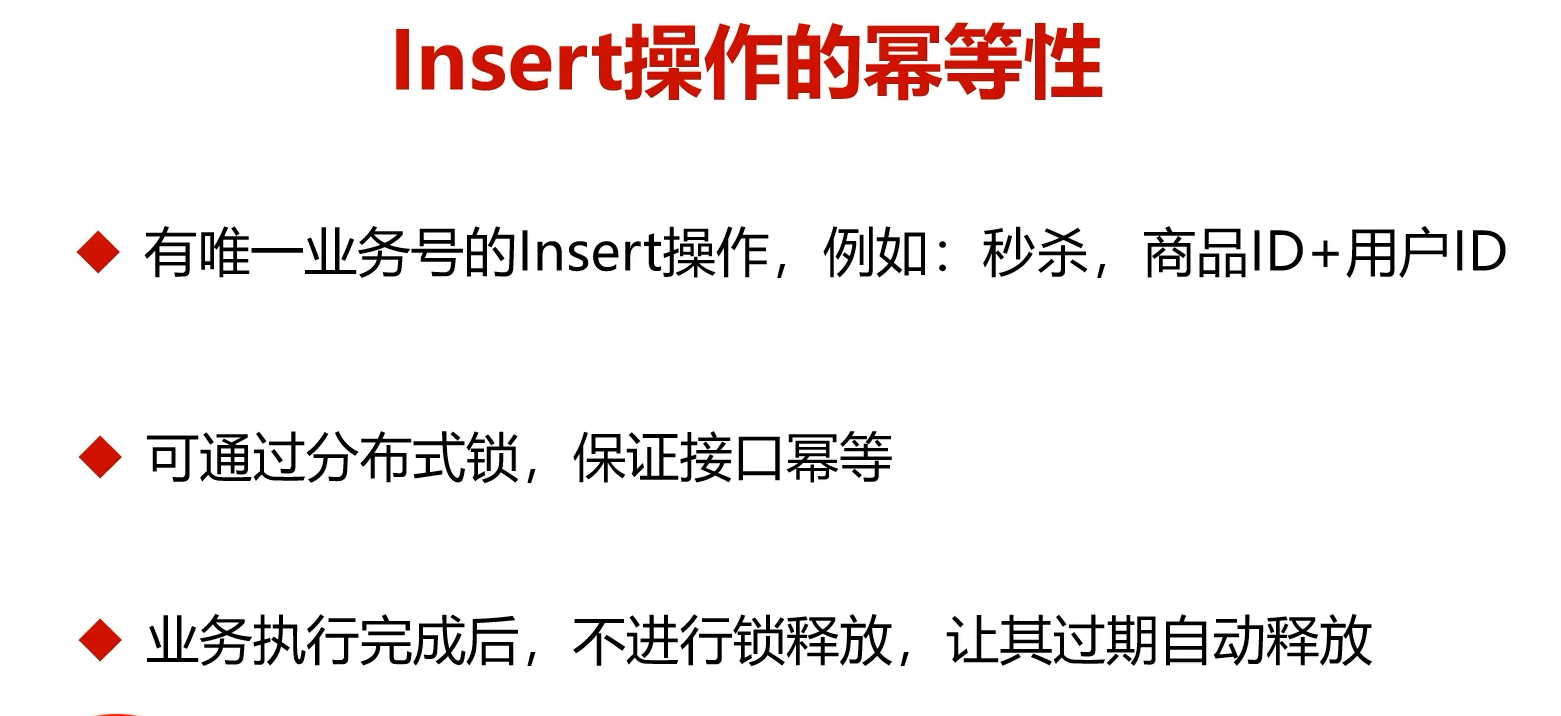 Insert操作的幂等性
有唯一业务号的Insert操作，例如：秒杀，商品ID+用户ID
可通过分布式锁，保证接口幂等
业务执行完成后，不进行锁释放，让其过期自动释放